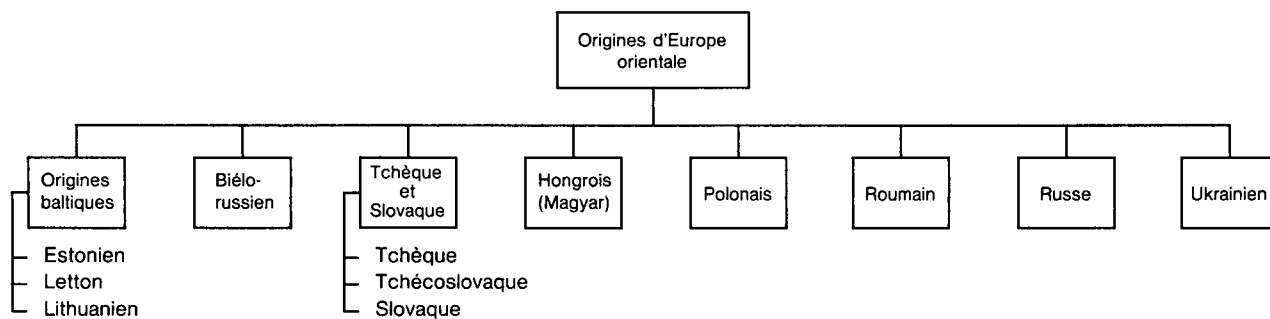 Origines d'Europe
orientale
Origines
baltiques
Biélo-
russien
Tchèque
et
Slovaque
Hongrois
(Magyar)
Polonais
Roumain
Russe
Ukrainien
Estonien
Letton
Lithuanien
Tchèque
Tchécoslovaque
Slovaque